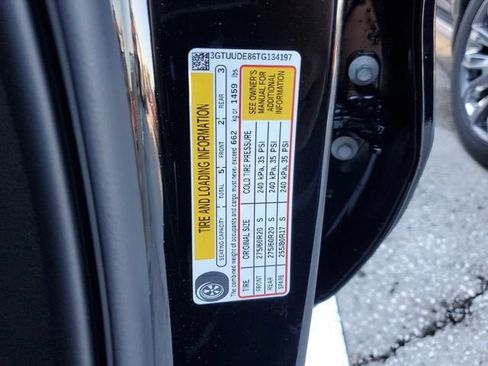 3GTUUDE86TG134197
TIRE AND LOADING INFORMATION
SEATING CAPACITY TOTAL 5 FRONT 2 REAR 3
The combined weight of occupants and cargo must never exceed 662 kg or 1459 lbs.
TIRE ORIGINAL SIZE COLD TIRE PRESSURE
FRONT 275/60R20 S 240 kPa, 35 PSI
REAR 275/60R20 S 240 kPa, 35 PSI
SPARE 255/80R17 S 240 kPa, 35 PSI
SEE OWNER'S
MANUAL FOR
ADDITIONAL
INFORMATION